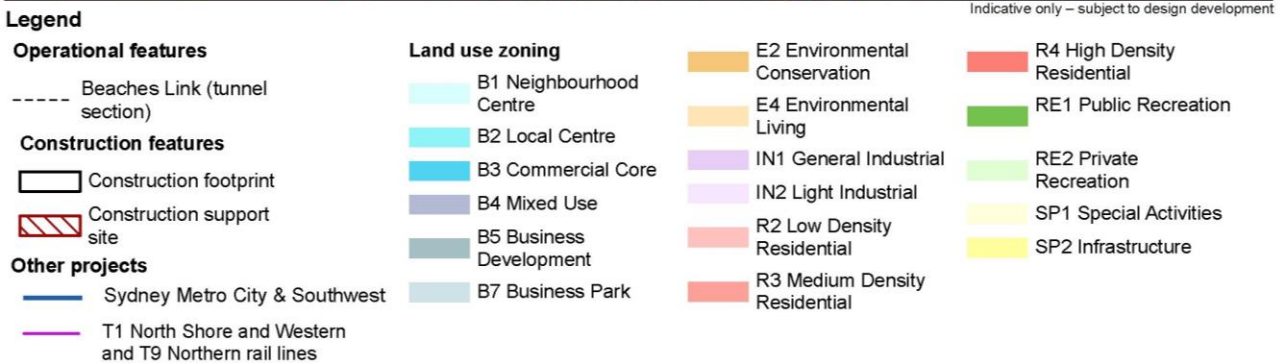 Indicative only – subject to design development
Legend
Operational features
Beaches Link (tunnel
section)
Construction features
Construction footprint
Construction support
site
Other projects
Sydney Metro City & Southwest
T1 North Shore and Western
and T9 Northern rail lines
Land use zoning
B1 Neighbourhood
Centre
B2 Local Centre
B3 Commercial Core
B4 Mixed Use
B5 Business
Development
B7 Business Park
E2 Environmental
Conservation
E4 Environmental
Living
IN1 General Industrial
IN2 Light Industrial
R2 Low Density
Residential
R3 Medium Density
Residential
R4 High Density
Residential
RE1 Public Recreation
RE2 Private
Recreation
SP1 Special Activities
SP2 Infrastructure